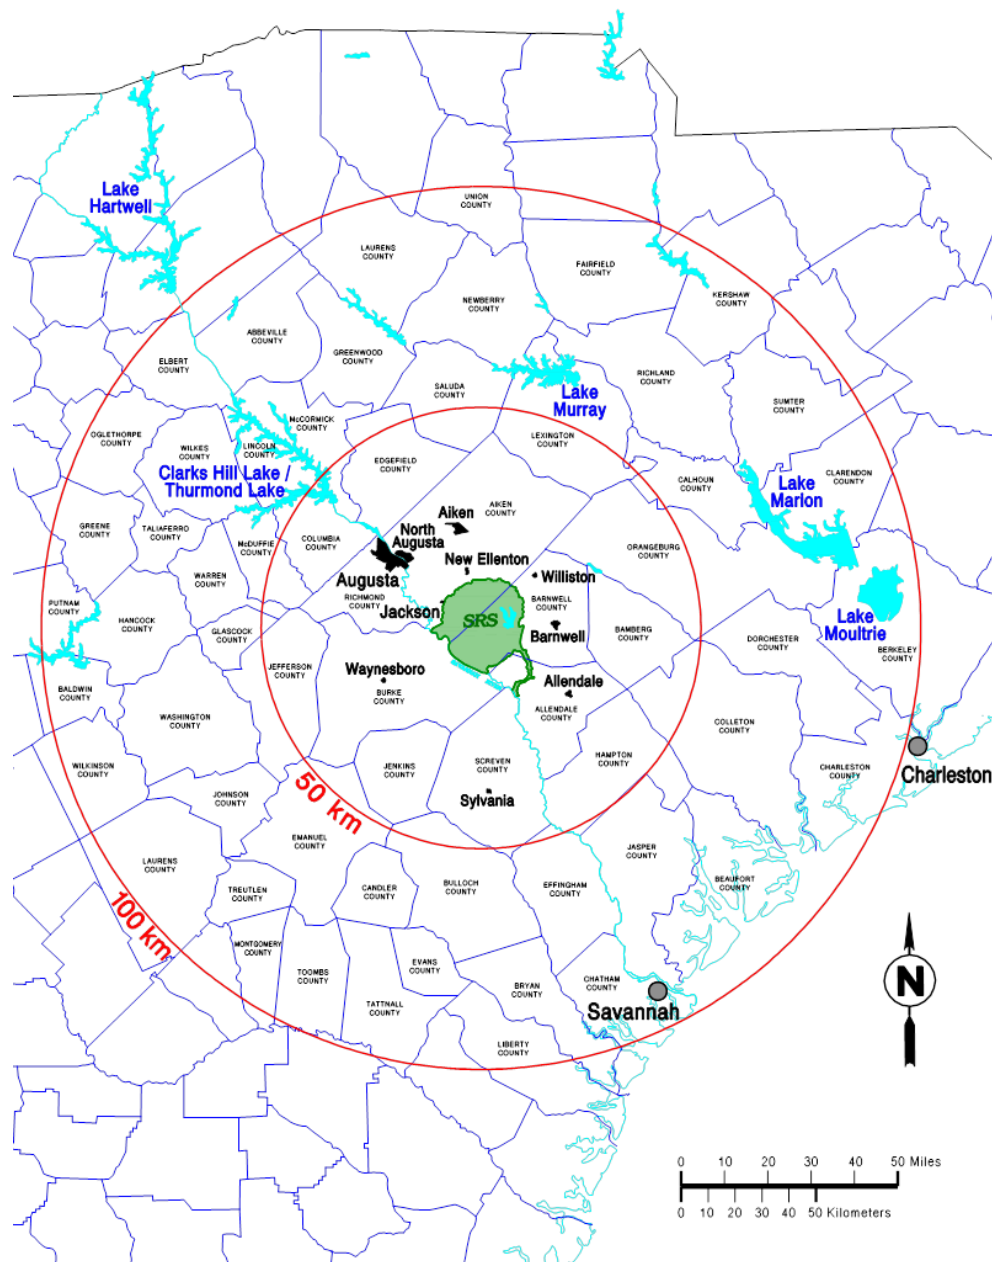 Lake
Hartwell
UNION
COUNTY
LAURENS
COUNTY
FAIRFIELD
COUNTY
KERSHAW
COUNTY
NEWBERRY
COUNTY
ABBEVILLE
COUNTY
GREENWOOD
COUNTY
ELBERT
COUNTY
RICHLAND
COUNTY
SALUDA
COUNTY
Lake
Murray
SUMTER
COUNTY
McCORMICK
COUNTY
OGLETHORPE
COUNTY
WILKES
COUNTY
LINCOLN
COUNTY
LEXINGTON
COUNTY
EDGEFIELD
COUNTY
Clarks Hill Lake /
Thurmond Lake
CALHOUN
COUNTY
Lake
Marion
CLARENDON
COUNTY
AIKEN
COUNTY
Aiken
GREENE
COUNTY
TALIAFERRO
COUNTY
McDUFFIE
COUNTY
COLUMBIA
COUNTY
North
Augusta
ORANGEBURG
COUNTY
New Ellenton
WARREN
COUNTY
Augusta
Williston
RICHMOND
COUNTY
BARNWELL
COUNTY
PUTNAM
COUNTY
Jackson
HANCOCK
COUNTY
GLASCOCK
COUNTY
SRS
Barnwell
BAMBERG
COUNTY
DORCHESTER
COUNTY
Lake
Moultrie
BERKELEY
COUNTY
JEFFERSON
COUNTY
Waynesboro
BURKE
COUNTY
Allendale
ALLENDALE
COUNTY
BALDWIN
COUNTY
WASHINGTON
COUNTY
COLLETON
COUNTY
WILKINSON
COUNTY
JENKINS
COUNTY
SCREVEN
COUNTY
HAMPTON
COUNTY
CHARLESTON
COUNTY
Charleston
JOHNSON
COUNTY
50 km
Sylvania
EMANUEL
COUNTY
JASPER
COUNTY
LAURENS
COUNTY
TREUTLEN
COUNTY
CANDLER
COUNTY
BULLOCH
COUNTY
EFFINGHAM
COUNTY
BEAUFORT
COUNTY
100 km
MONTGOMERY
COUNTY
TOOMBS
COUNTY
EVANS
COUNTY
TATTNALL
COUNTY
BRYAN
COUNTY
CHATHAM
COUNTY
Savannah
LIBERTY
COUNTY
N
0 10 20 30 40 50 Miles
0 10 20 30 40 50 Kilometers